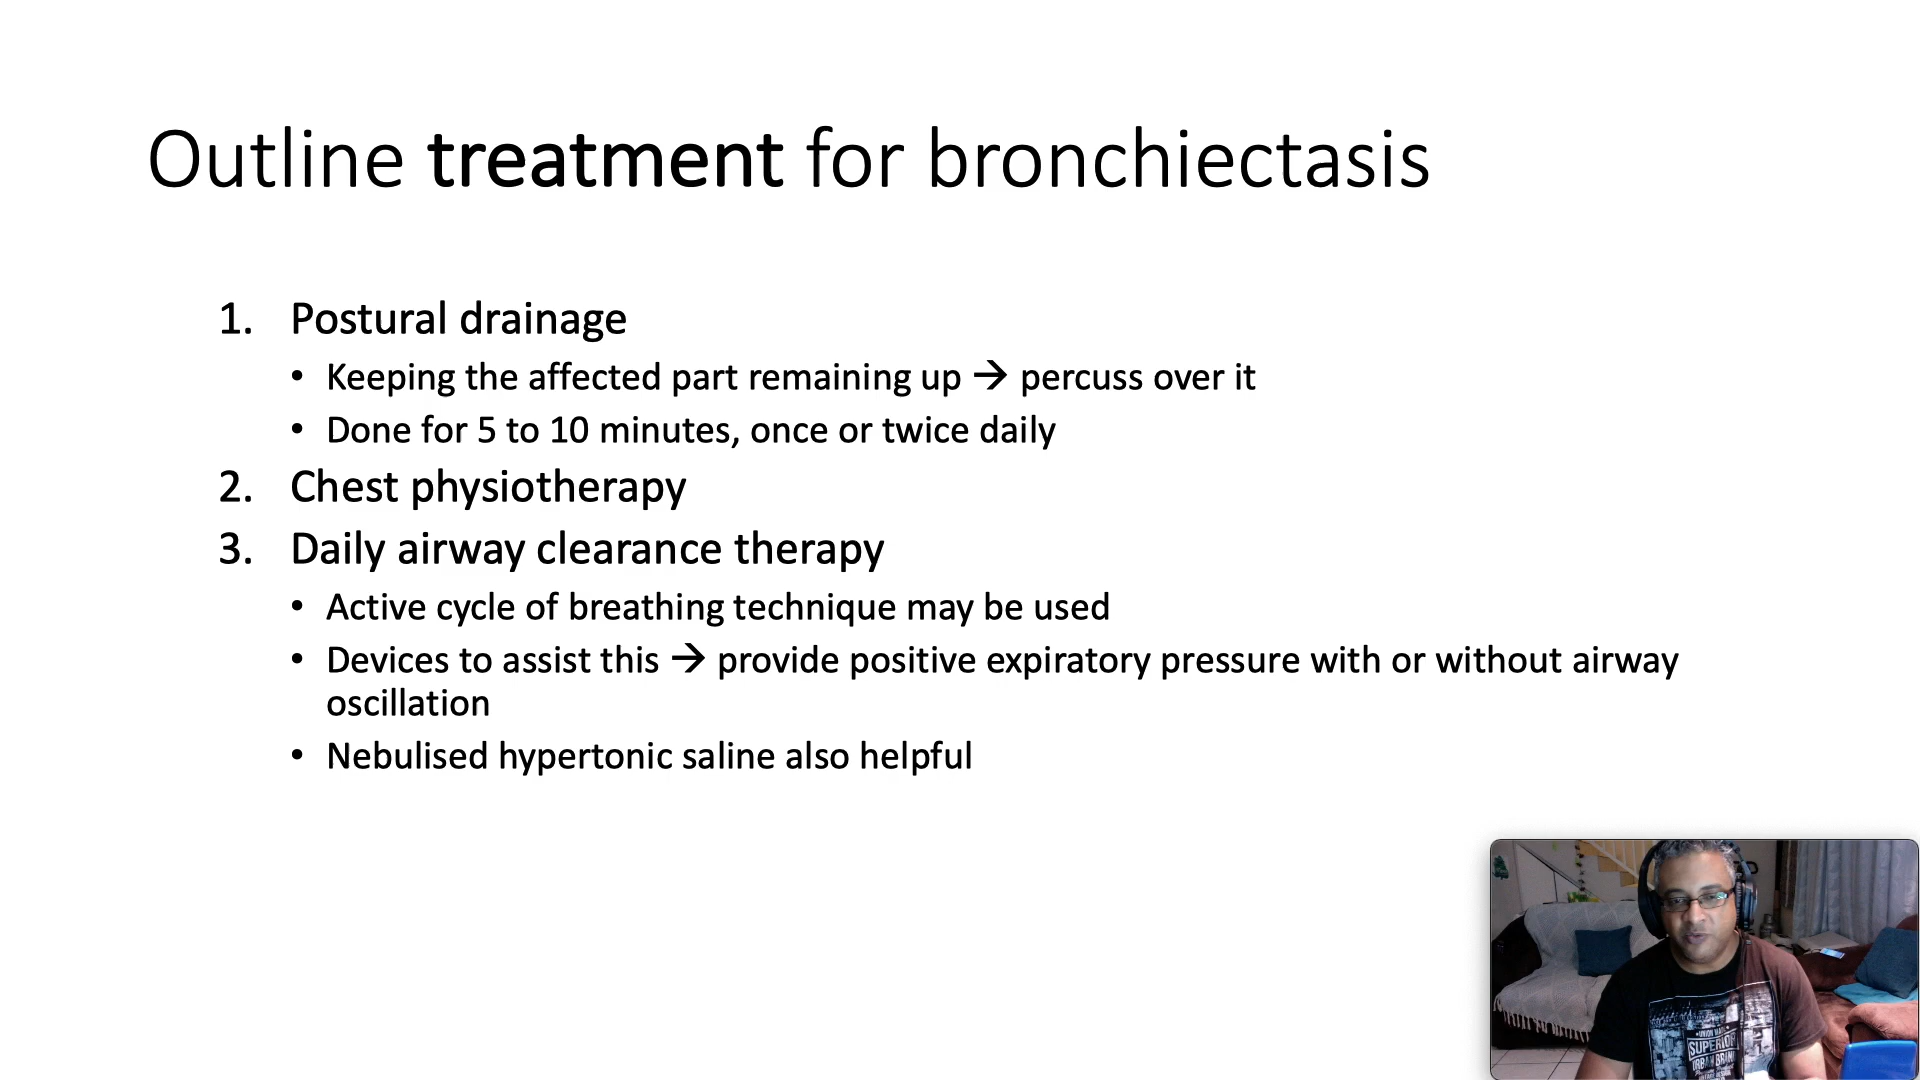 Outline treatment for bronchiectasis
1. Postural drainage
• Keeping the affected part remaining up → percuss over it
• Done for 5 to 10 minutes, once or twice daily
2. Chest physiotherapy
3. Daily airway clearance therapy
• Active cycle of breathing technique may be used
• Devices to assist this → provide positive expiratory pressure with or without airway
oscillation
• Nebulised hypertonic saline also helpful
SUPERIOR
URBAN BRAND